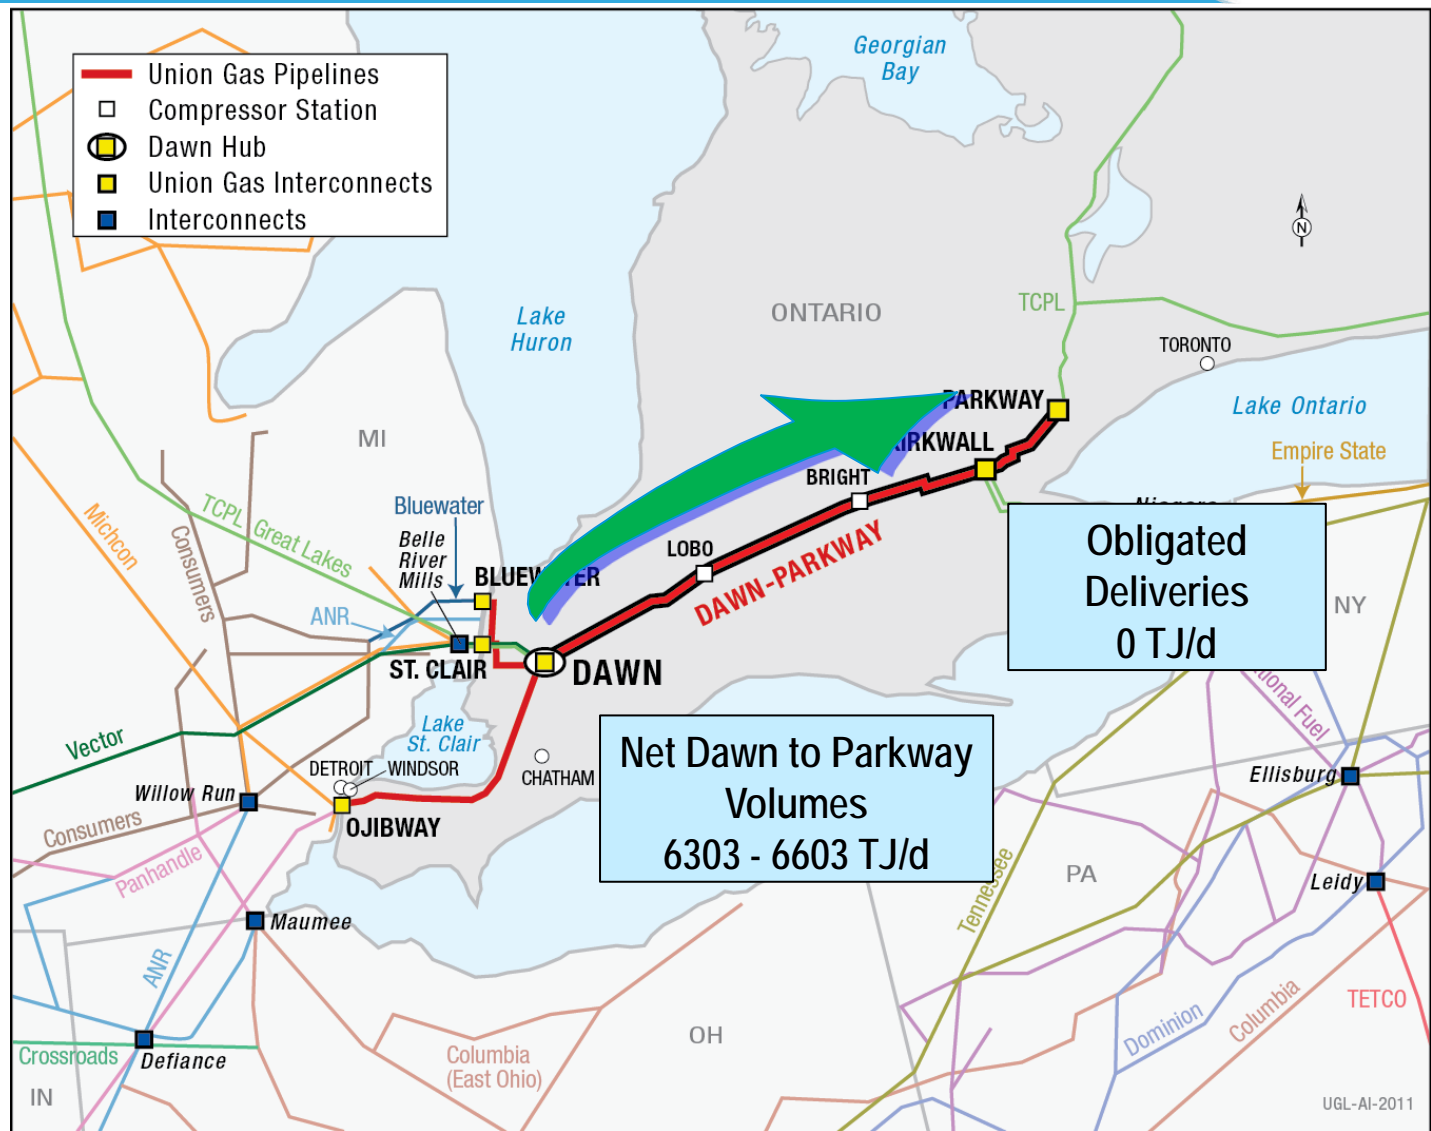 Union Gas Pipelines
Compressor Station
Dawn Hub
Union Gas Interconnects
Interconnects
Georgian
Bay
N
Lake
Huron
ONTARIO
TCPL
TORONTO
Lake Ontario
PARKWAY
KIRKWALL
Empire State
MI
BRIGHT
Niagara
Bluewater
TCPL Great Lakes
Michcon
Consumers
Belle
River
Mills
BLUEWATER
LOBO
DAWN-PARKWAY
Obligated
Deliveries
0 TJ/d
NY
ANR
ST. CLAIR
DAWN
Lake
St. Clair
Vector
DETROIT
WINDSOR
CHATHAM
Net Dawn to Parkway
Volumes
6303 - 6603 TJ/d
Willow Run
OJIBWAY
Consumers
Panhandle
Ellisburg
PA
Tennessee
Leidy
Maumee
ANR
TETCO
Dominion
Columbia
OH
Crossroads
Defiance
Columbia
(East Ohio)
IN
UGL-AI-2011